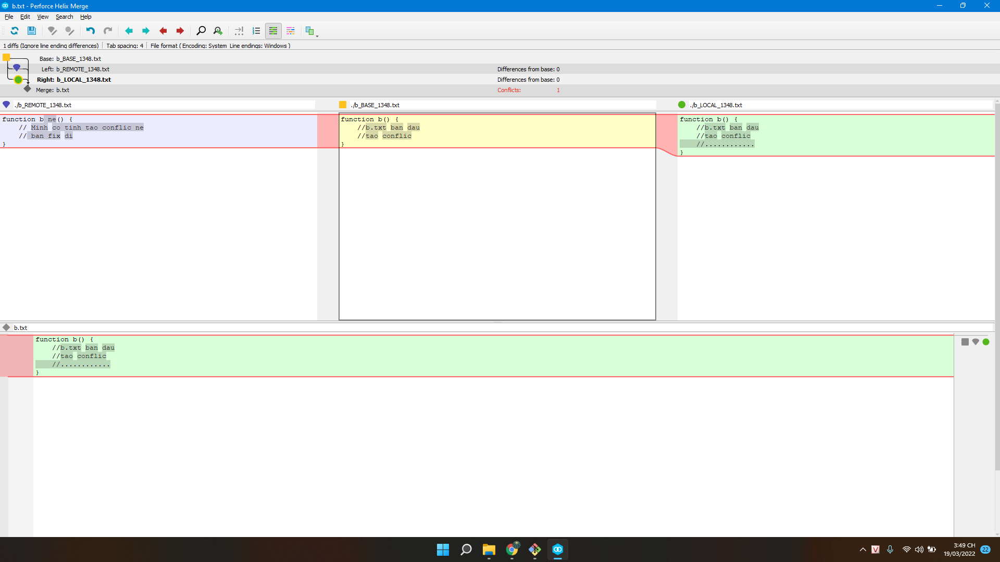 b.txt - Perforce Helix Merge
File Edit View Search Help
1 diffs (Ignore line ending differences) Tab spacing: 4 File format ( Encoding: System Line endings: Windows )
Base: b_BASE_1348.txt
Left: b_REMOTE_1348.txt Differences from base: 0
Right: b_LOCAL_1348.txt Differences from base: 0
Merge: b.txt Conflicts: 1
./b_REMOTE_1348.txt
function b ne() {
    // Minh co tinh tao conflic ne
    // ban fix di
}
./b_BASE_1348.txt
function b() {
    //b.txt ban dau
    //tao conflic
}
./b_LOCAL_1348.txt
function b() {
    //b.txt ban dau
    //tao conflic
    //............
}
b.txt
function b() {
    //b.txt ban dau
    //tao conflic
    //............
}
V
3:49 CH
19/03/2022
22